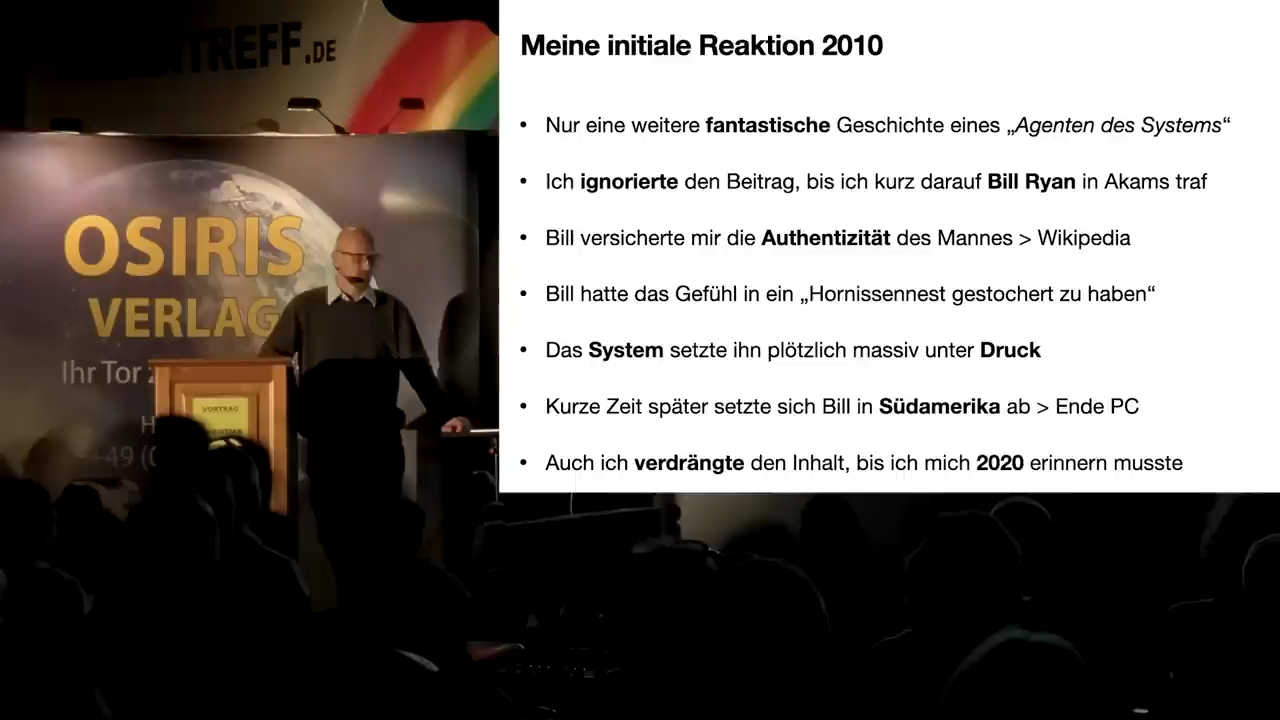 TREFF.DE
OSIRIS
VERLAG
Ihr Tor
+49 (0
VORTRAG
Meine initiale Reaktion 2010
• Nur eine weitere fantastische Geschichte eines „Agenten des Systems“
• Ich ignorierte den Beitrag, bis ich kurz darauf Bill Ryan in Akams traf
• Bill versicherte mir die Authentizität des Mannes > Wikipedia
• Bill hatte das Gefühl in ein „Hornissennest gestochert zu haben“
• Das System setzte ihn plötzlich massiv unter Druck
• Kurze Zeit später setzte sich Bill in Südamerika ab > Ende PC
• Auch ich verdrängte den Inhalt, bis ich mich 2020 erinnern musste